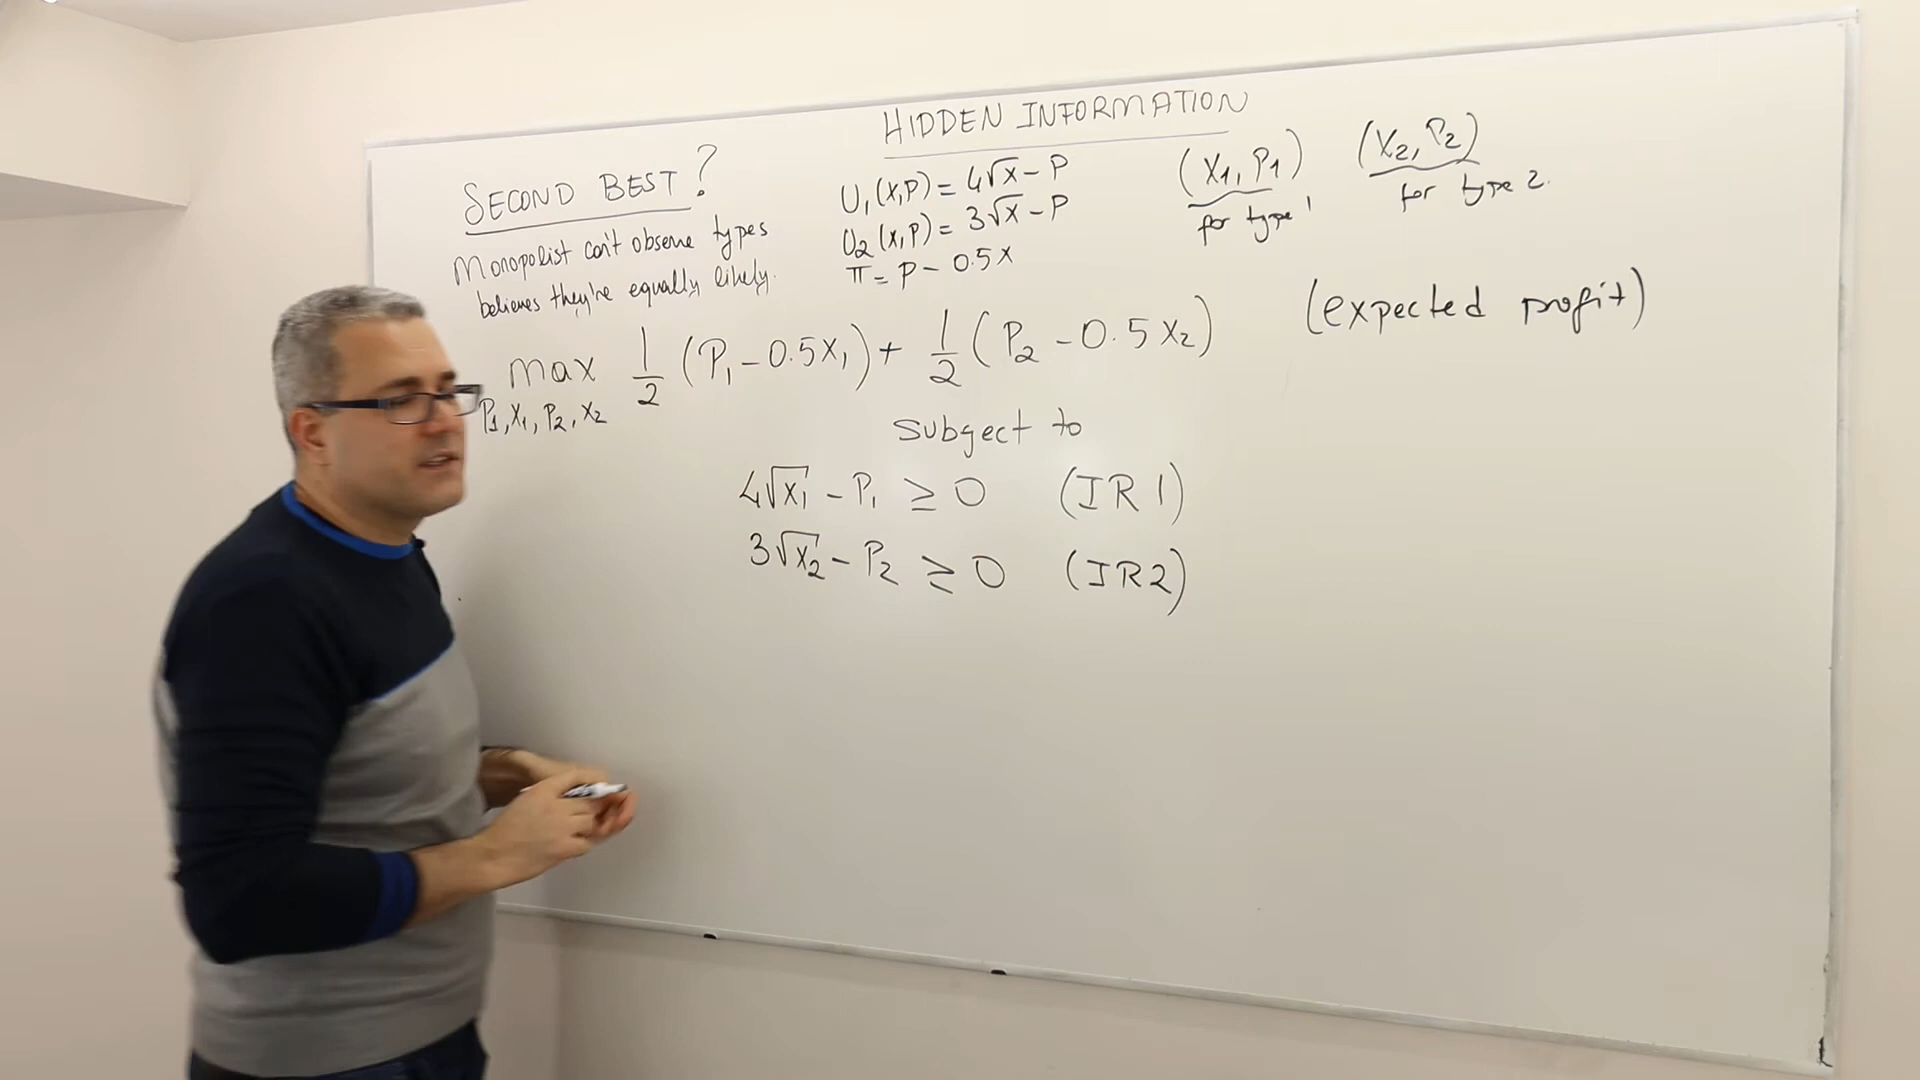 HIDDEN INFORMATION
SECOND BEST?
Monopolist can't observe types
believes they're equally likely.
U₁(x,p) = 4√x - P
U₂(x,p) = 3√x - P
π = P - 0.5x
(X₁, P₁)
for type 1
(X₂, P₂)
for type 2.
max 1/2 (P₁ - 0.5x₁) + 1/2 (P₂ - 0.5x₂) (expected profit)
P₁, X₁, P₂, X₂
subject to
4√x₁ - P₁ ≥ 0 (IR1)
3√x₂ - P₂ ≥ 0 (IR2)